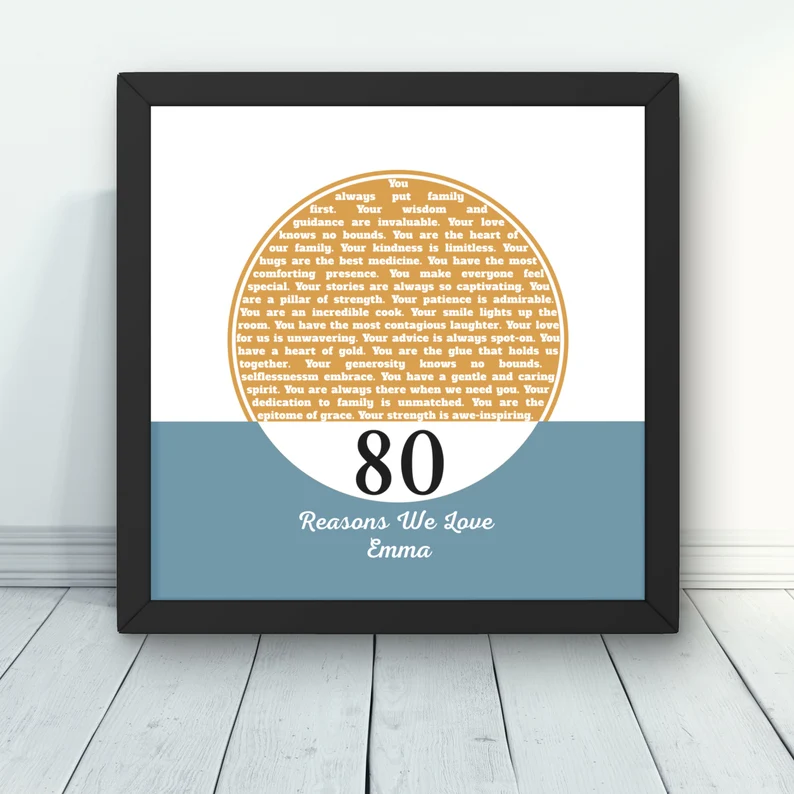 You
always put family
first. Your wisdom and
guidance are invaluable. Your love
knows no bounds. You are the heart of
our family. Your kindness is limitless. Your
hugs are the best medicine. You have the most
comforting presence. You make everyone feel
special. Your stories are always so captivating. You
are a pillar of strength. Your patience is admirable.
You are an incredible cook. Your smile lights up the
room. You have the most contagious laughter. Your love
for us is unwavering. Your advice is always spot-on. You
have a heart of gold. You are the glue that holds us
together. Your generosity knows no bounds.
selflessnessm embrace. You have a gentle and caring
spirit. You are always there when we need you. Your
dedication to family is unmatched. You are the
epitome of grace. Your strength is awe-inspiring.
80
Reasons We Love
Emma